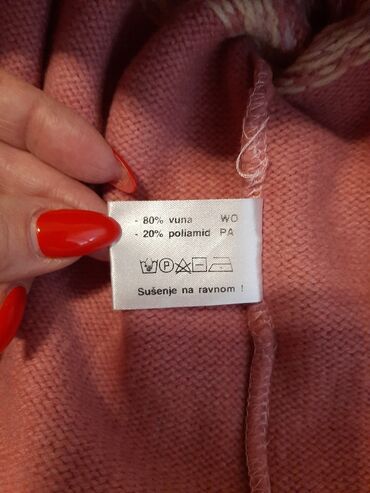 - 80% vuna WO
- 20% poliamid PA
P
Sušenje na ravnom !